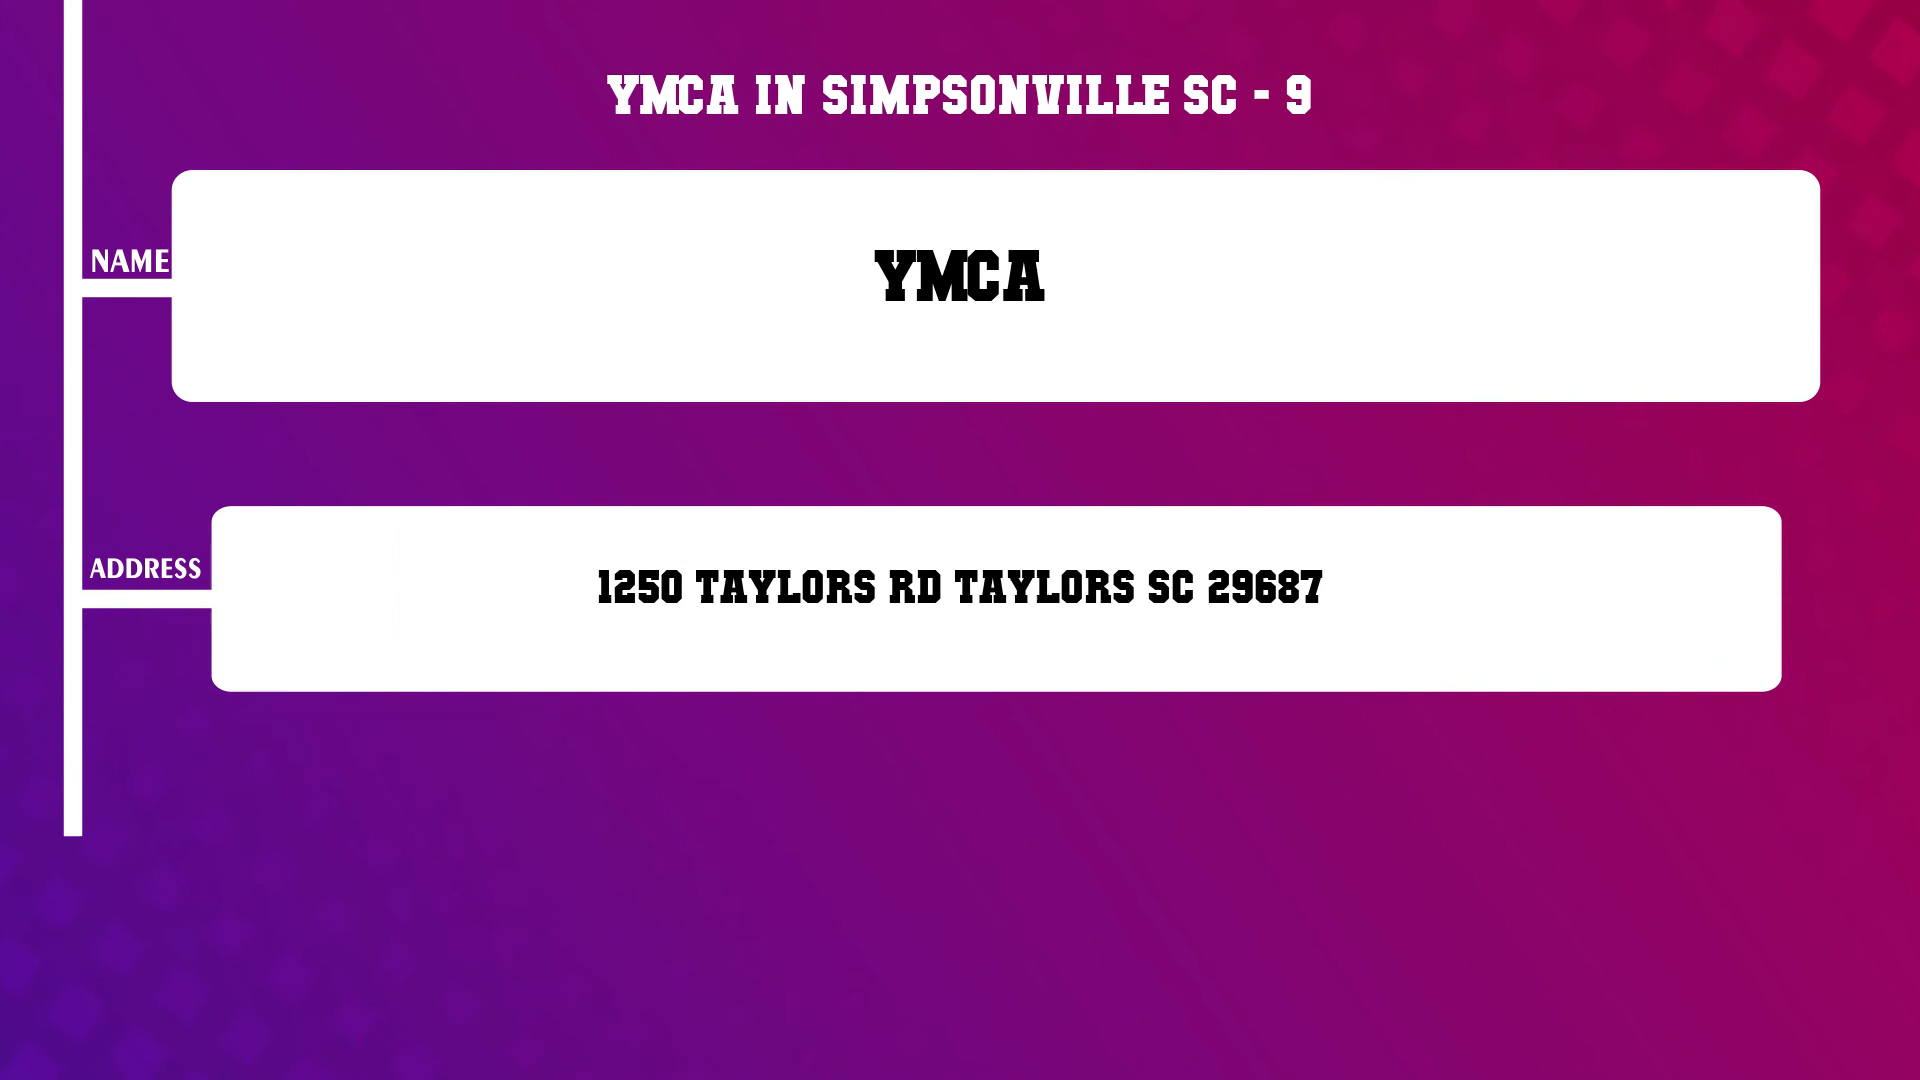 YMCA IN SIMPSONVILLE SC - 9
NAME
YMCA
ADDRESS
1250 TAYLORS RD TAYLORS SC 29687